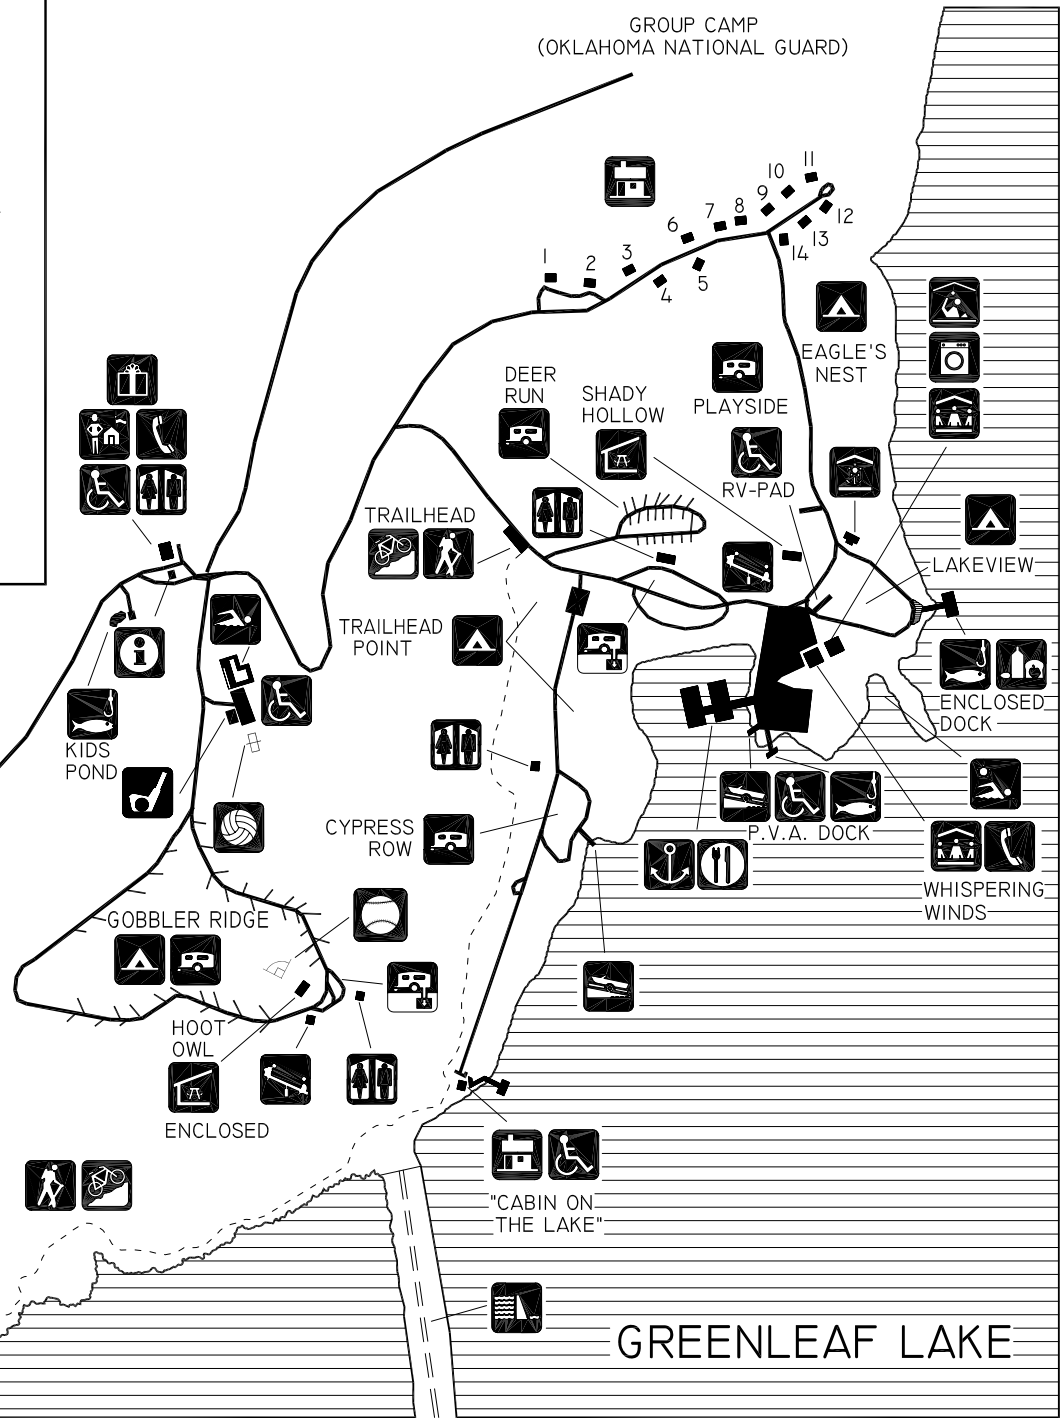 GROUP CAMP
(OKLAHOMA NATIONAL GUARD)
11
10
9
12
8
7
13
6
14
3
5
1
2
4
EAGLE'S
NEST
DEER
RUN
SHADY
HOLLOW
PLAYSIDE
RV-PAD
TRAILHEAD
LAKEVIEW
TRAILHEAD
POINT
i
ENCLOSED
DOCK
KIDS
POND
P.V.A. DOCK
CYPRESS
ROW
WHISPERING
WINDS
GOBBLER RIDGE
HOOT
OWL
ENCLOSED
"CABIN ON
THE LAKE"
GREENLEAF LAKE